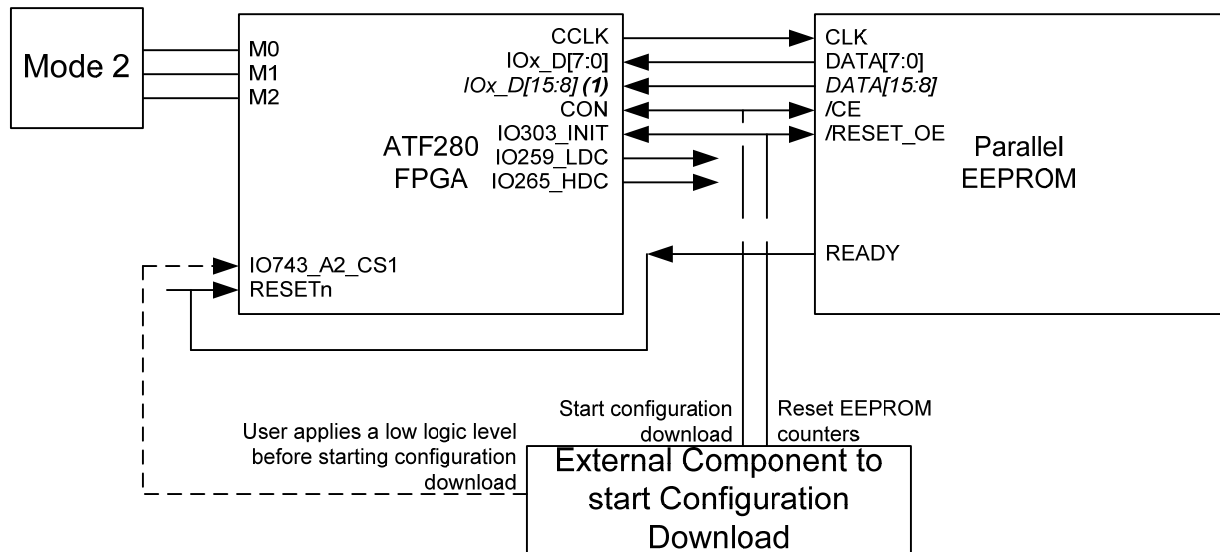 Mode 2
M0
M1
M2
ATF280
FPGA
CCLK
IOx_D[7:0]
IOx_D[15:8] (1)
CON
IO303_INIT
IO259_LDC
IO265_HDC
IO743_A2_CS1
RESETn
CLK
DATA[7:0]
DATA[15:8]
/CE
/RESET_OE
Parallel
EEPROM
READY
User applies a low logic level
before starting configuration
download
Start configuration
download
Reset EEPROM
counters
External Component to
start Configuration
Download